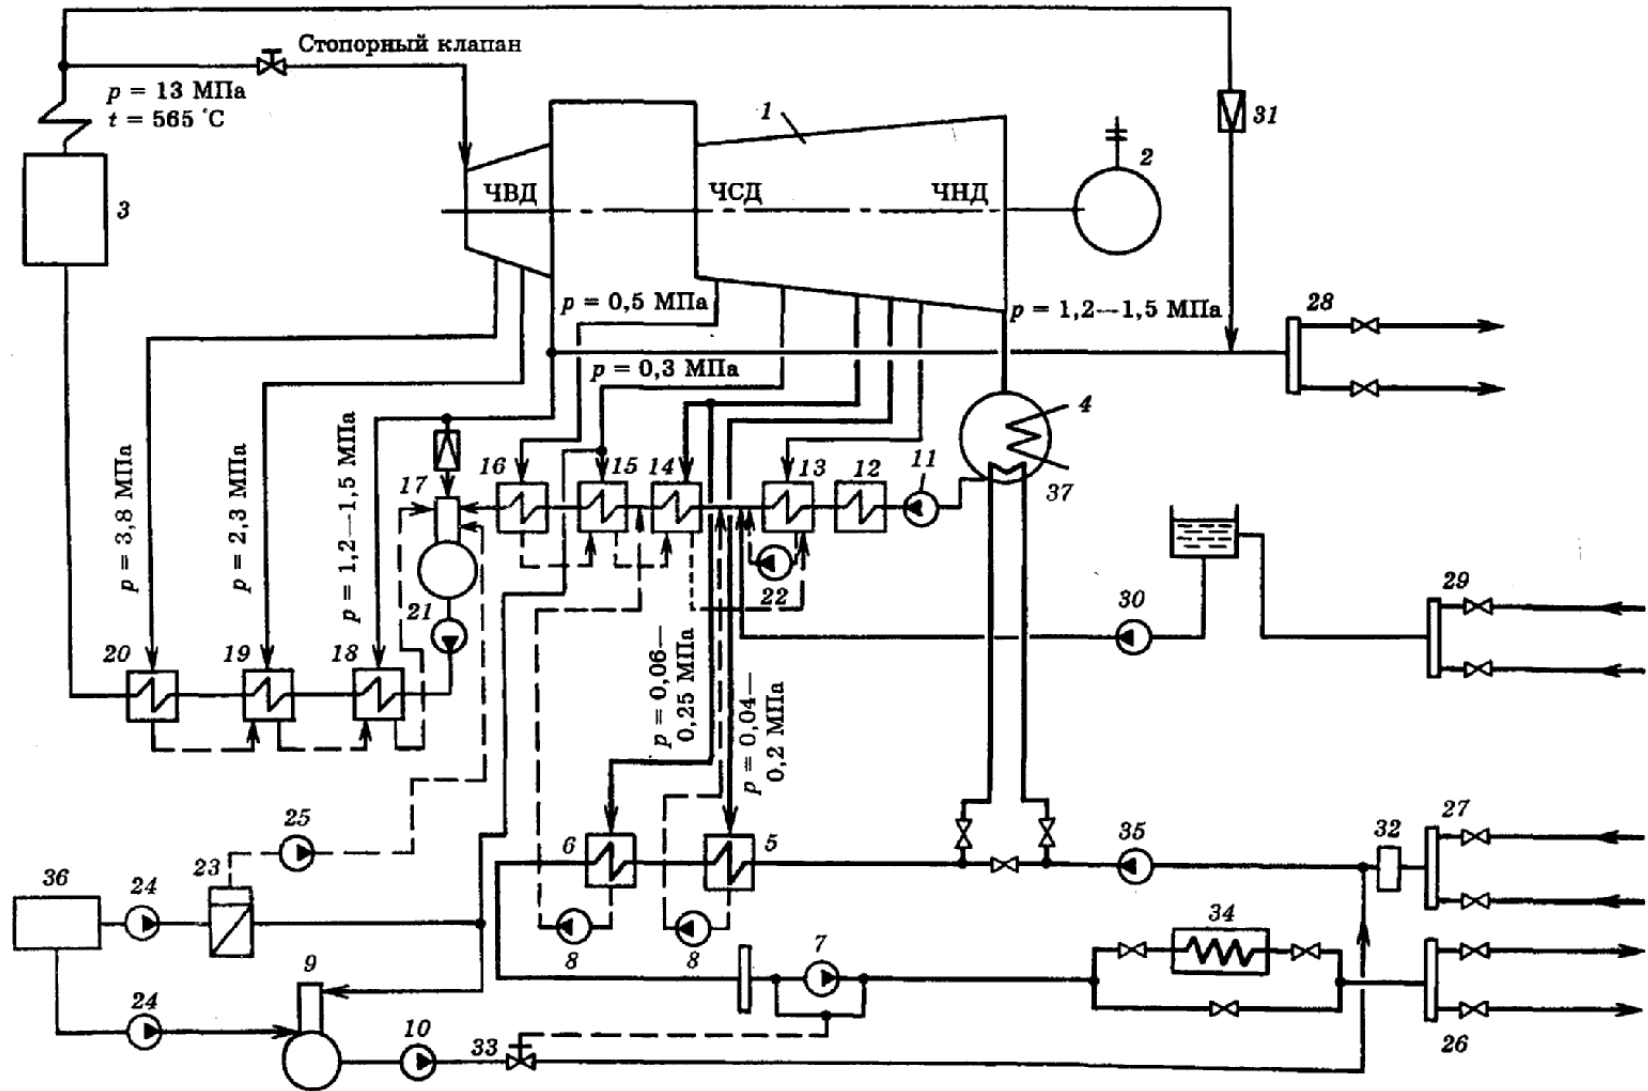 Стопорный клапан
p = 13 МПа
t = 565 °C
1
31
2
3
ЧВД
ЧСД
ЧНД
p = 0,5 МПа
p = 1,2—1,5 МПа
28
p = 0,3 МПа
4
p = 3,8 МПа
p = 2,3 МПа
p = 1,2—1,5 МПа
17
16
15
14
13
12
11
37
21
22
30
29
20
19
18
p = 0,06—
0,25 МПа
p = 0,04—
0,2 МПа
25
6
5
35
32
27
36
24
23
34
8
8
7
9
24
10
33
26